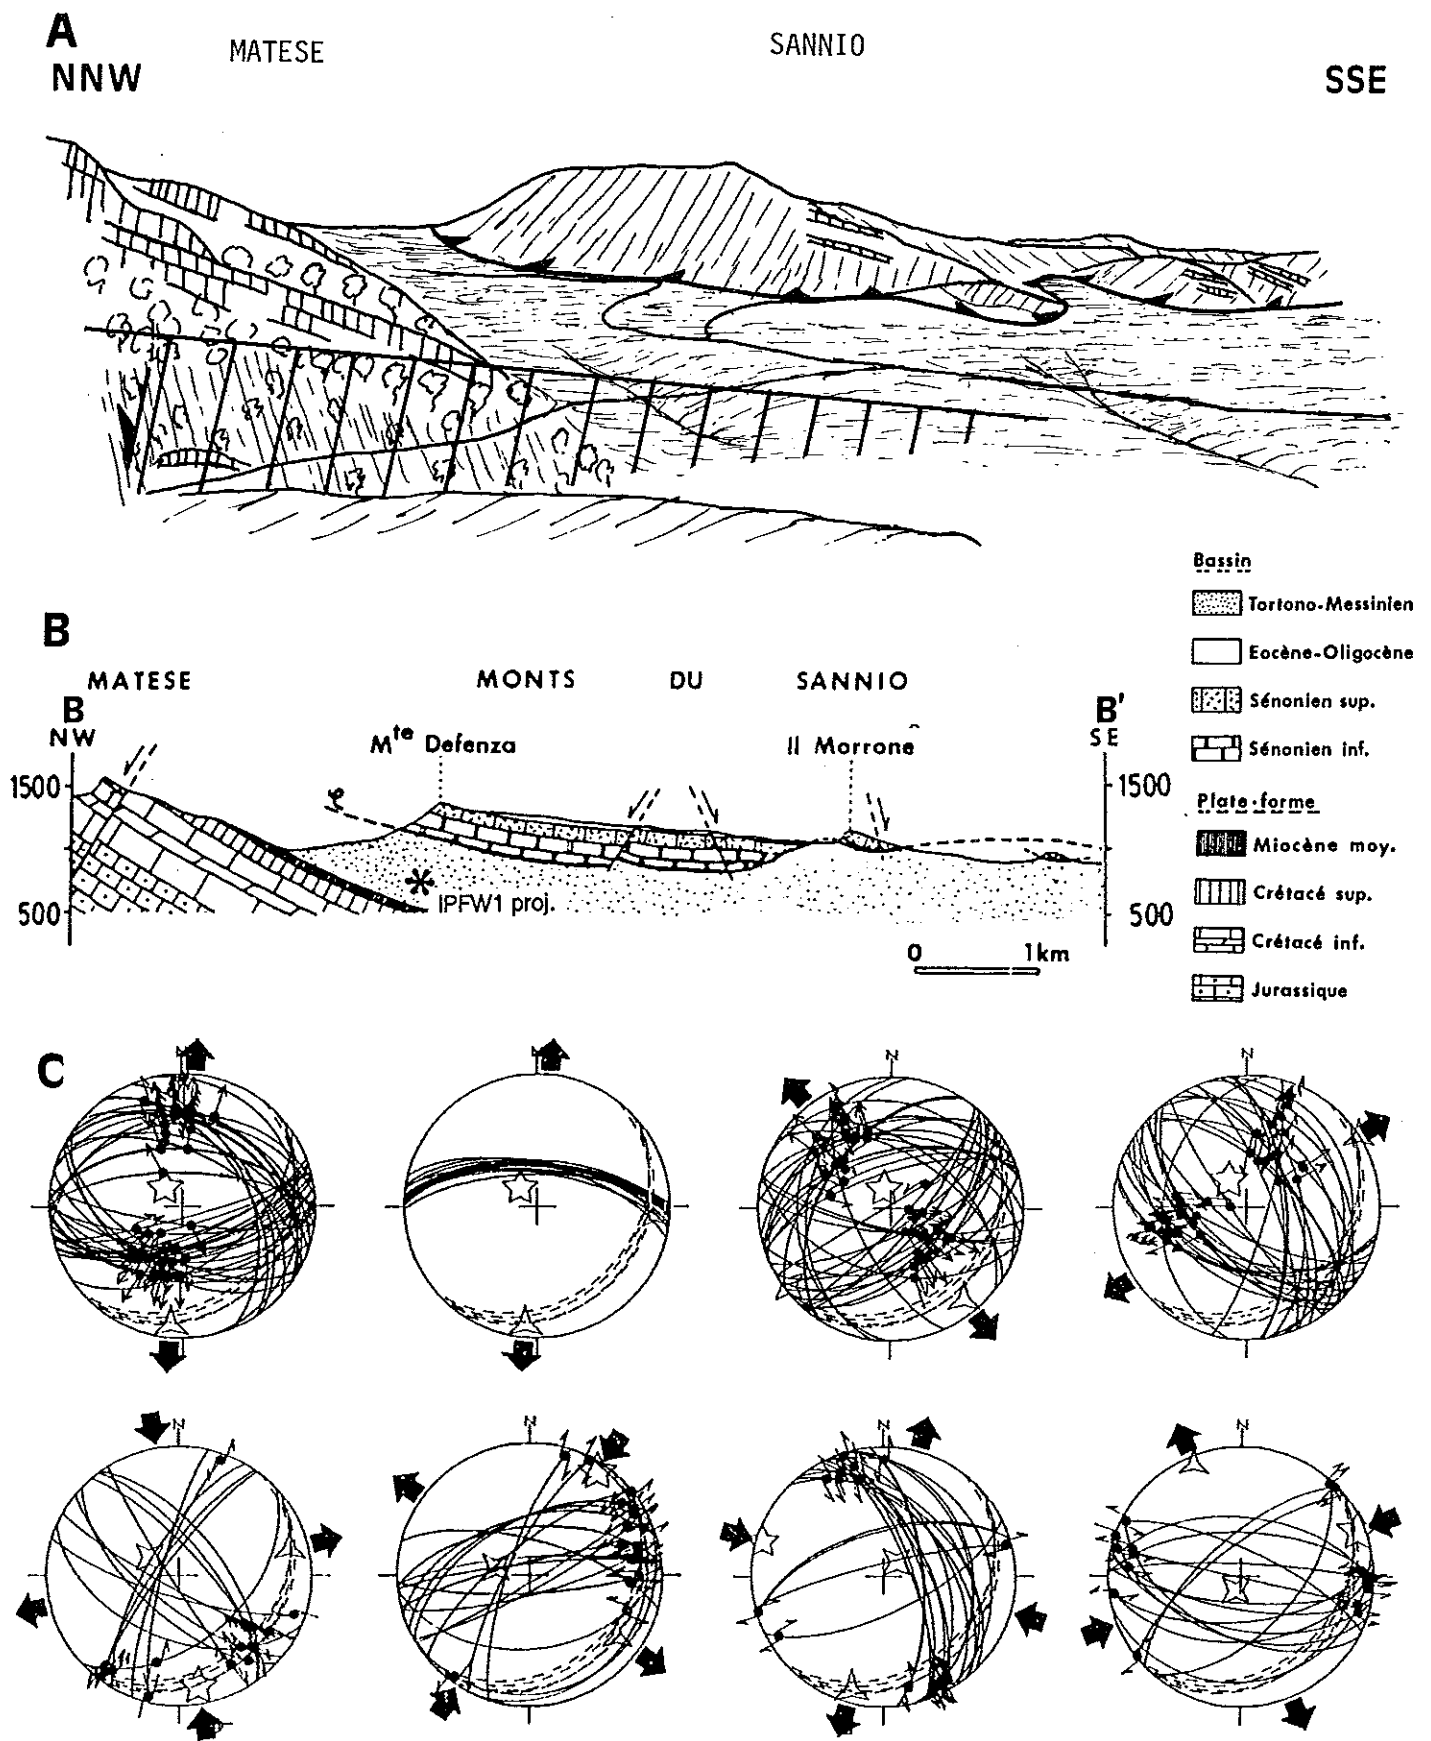 A
MATESE
SANNIO
NNW
SSE
Bassin
Tortono-Messinien
Eocène-Oligocène
Sénonien sup.
Sénonien inf.
Plate-forme
Miocène moy.
Crétacé sup.
Crétacé inf.
Jurassique
B
MATESE MONTS DU SANNIO
B B'
NW SE
Mte Defenza
Il Morrone
1500 1500
IPFW1 proj.
500 500
0 1km
C
N N N N
N N N N